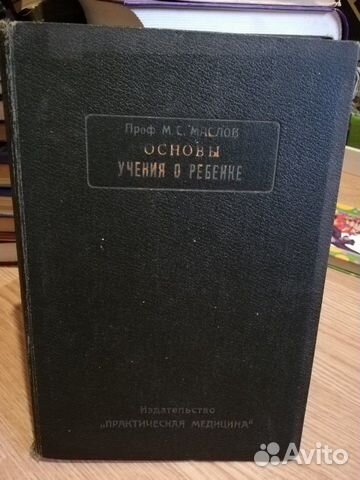 Проф. М. С. МАСЛОВ
ОСНОВЫ
УЧЕНИЯ О РЕБЕНКЕ
Издательство
„ПРАКТИЧЕСКАЯ МЕДИЦИНА"
Avito